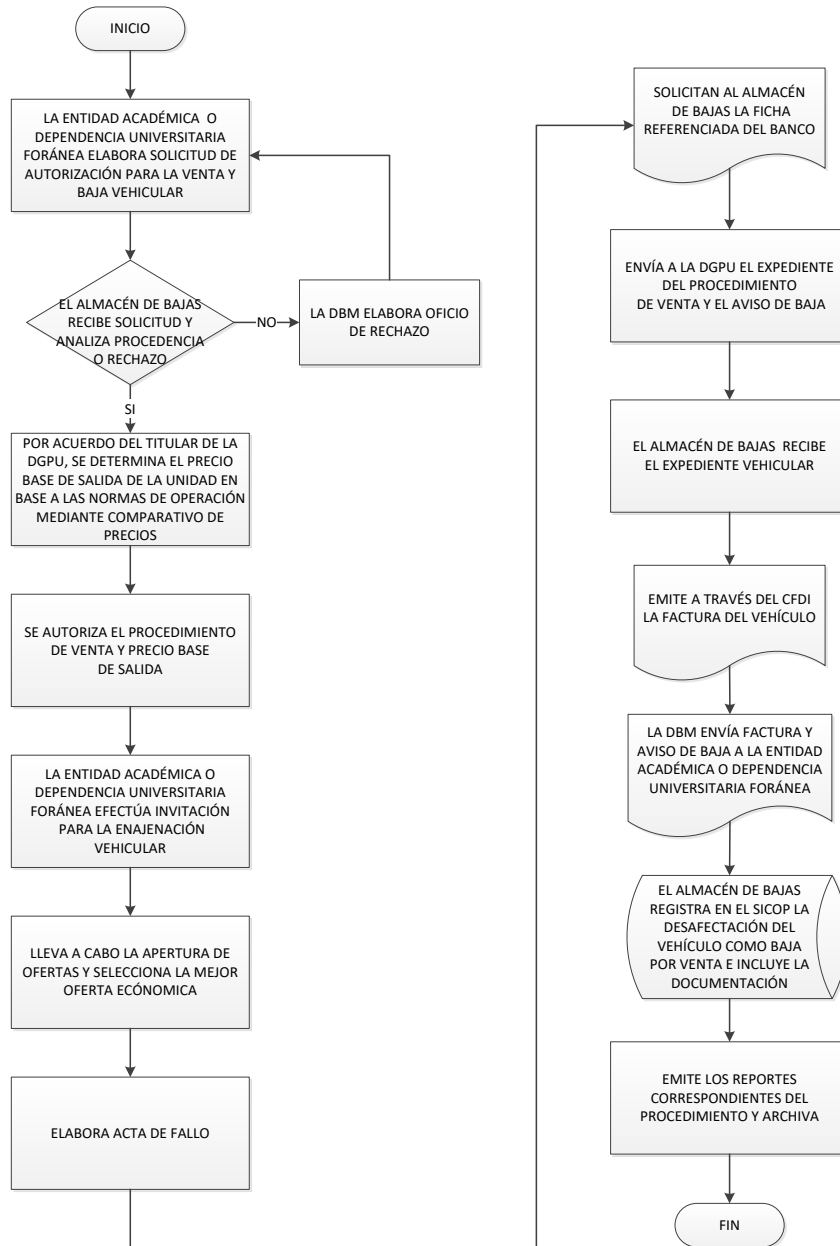 INICIO
LA ENTIDAD ACADÉMICA O
DEPENDENCIA UNIVERSITARIA
FORÁNEA ELABORA SOLICITUD DE
AUTORIZACIÓN PARA LA VENTA Y
BAJA VEHICULAR
EL ALMACÉN DE BAJAS
RECIBE SOLICITUD Y
ANALIZA PROCEDENCIA
O RECHAZO
NO
LA DBM ELABORA OFICIO
DE RECHAZO
SI
POR ACUERDO DEL TITULAR DE LA
DGPU, SE DETERMINA EL PRECIO
BASE DE SALIDA DE LA UNIDAD EN
BASE A LAS NORMAS DE OPERACIÓN
MEDIANTE COMPARATIVO DE
PRECIOS
SE AUTORIZA EL PROCEDIMIENTO
DE VENTA Y PRECIO BASE
DE SALIDA
LA ENTIDAD ACADÉMICA O
DEPENDENCIA UNIVERSITARIA
FORÁNEA EFECTÚA INVITACIÓN
PARA LA ENAJENACIÓN
VEHICULAR
LLEVA A CABO LA APERTURA DE
OFERTAS Y SELECCIONA LA MEJOR
OFERTA ECÓNOMICA
ELABORA ACTA DE FALLO
SOLICITAN AL ALMACÉN
DE BAJAS LA FICHA
REFERENCIADA DEL BANCO
ENVÍA A LA DGPU EL EXPEDIENTE
DEL PROCEDIMIENTO
DE VENTA Y EL AVISO DE BAJA
EL ALMACÉN DE BAJAS RECIBE
EL EXPEDIENTE VEHICULAR
EMITE A TRAVÉS DEL CFDI
LA FACTURA DEL VEHÍCULO
LA DBM ENVÍA FACTURA Y
AVISO DE BAJA A LA ENTIDAD
ACADÉMICA O DEPENDENCIA
UNIVERSITARIA FORÁNEA
EL ALMACÉN DE BAJAS
REGISTRA EN EL SICOP LA
DESAFECTACIÓN DEL
VEHÍCULO COMO BAJA
POR VENTA E INCLUYE LA
DOCUMENTACIÓN
EMITE LOS REPORTES
CORRESPONDIENTES DEL
PROCEDIMIENTO Y ARCHIVA
FIN